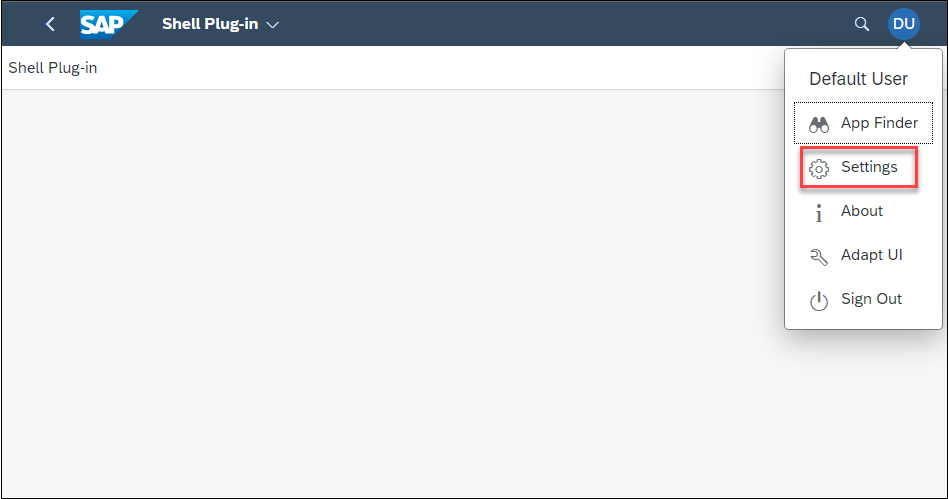 SAP
Shell Plug-in
DU
Shell Plug-in
Default User
App Finder
Settings
About
Adapt UI
Sign Out